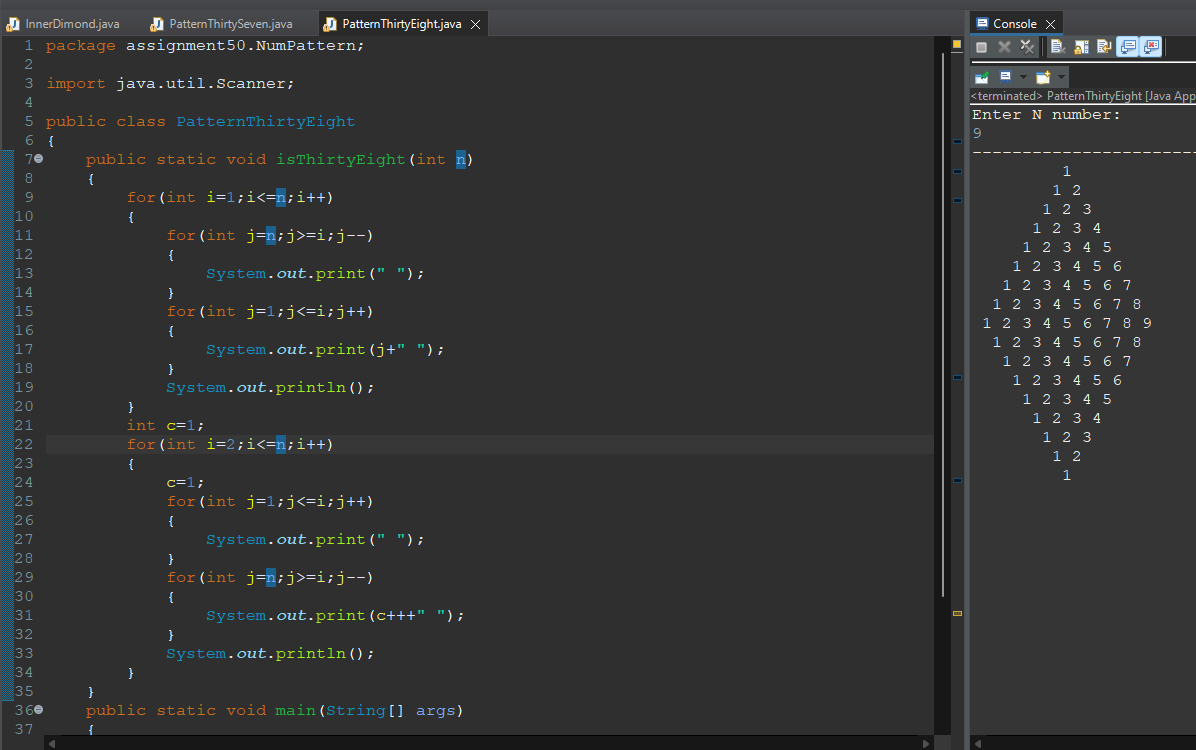 InnerDimond.java PatternThirtySeven.java PatternThirtyEight.java
1 package assignment50.NumPattern;
2
3 import java.util.Scanner;
4
5 public class PatternThirtyEight
6 {
7     public static void isThirtyEight(int n)
8     {
9         for(int i=1;i<=n;i++)
10         {
11             for(int j=n;j>=i;j--)
12             {
13                 System.out.print(" ");
14             }
15             for(int j=1;j<=i;j++)
16             {
17                 System.out.print(j+" ");
18             }
19             System.out.println();
20         }
21         int c=1;
22         for(int i=2;i<=n;i++)
23         {
24             c=1;
25             for(int j=1;j<=i;j++)
26             {
27                 System.out.print(" ");
28             }
29             for(int j=n;j>=i;j--)
30             {
31                 System.out.print(c+++" ");
32             }
33             System.out.println();
34         }
35     }
36     public static void main(String[] args)
37     {
Console
<terminated> PatternThirtyEight [Java App
Enter N number:
9
-----------------------
         1
        1 2
       1 2 3
      1 2 3 4
     1 2 3 4 5
    1 2 3 4 5 6
   1 2 3 4 5 6 7
  1 2 3 4 5 6 7 8
 1 2 3 4 5 6 7 8 9
  1 2 3 4 5 6 7 8
   1 2 3 4 5 6 7
    1 2 3 4 5 6
     1 2 3 4 5
      1 2 3 4
       1 2 3
        1 2
         1